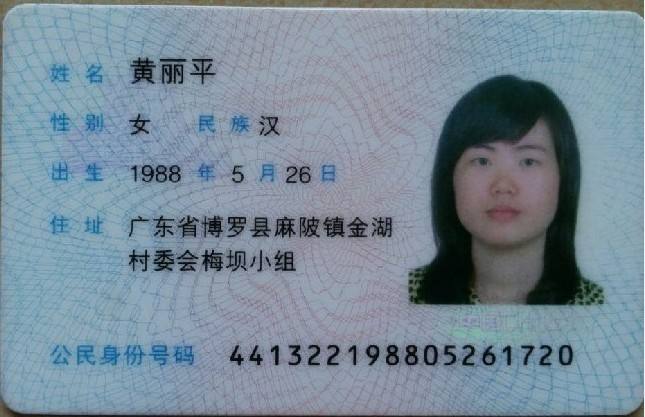 姓名 黄丽平
性别 女 民族 汉
出生 1988 年 5 月 26 日
住址 广东省博罗县麻陂镇金湖
村委会梅坝小组
公民身份号码 441322198805261720